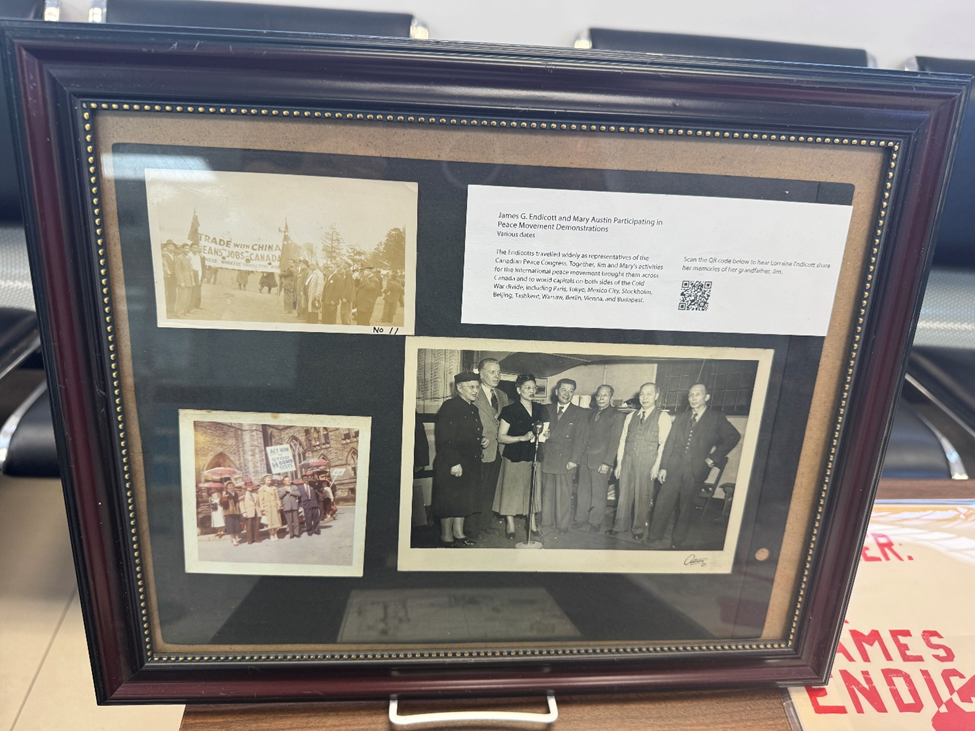 TRADE WITH CHINA
MEANS JOBS IN CANADA
No 11
James G. Endicott and Mary Austin Participating in
Peace Movement Demonstrations
Various dates
The Endicotts travelled widely as representatives of the
Canadian Peace Congress. Together, Jim and Mary's activities
for the international peace movement brought them across
Canada and to world capitals on both sides of the Cold
War divide, including Paris, Tokyo, Mexico City, Stockholm,
Beijing, Tashkent, Warsaw, Berlin, Vienna, and Budapest.
Scan the QR code below to hear Lorraine Endicott share
her memories of her grandfather, Jim.
ACT NOW
ER:
AMES
ENDIC